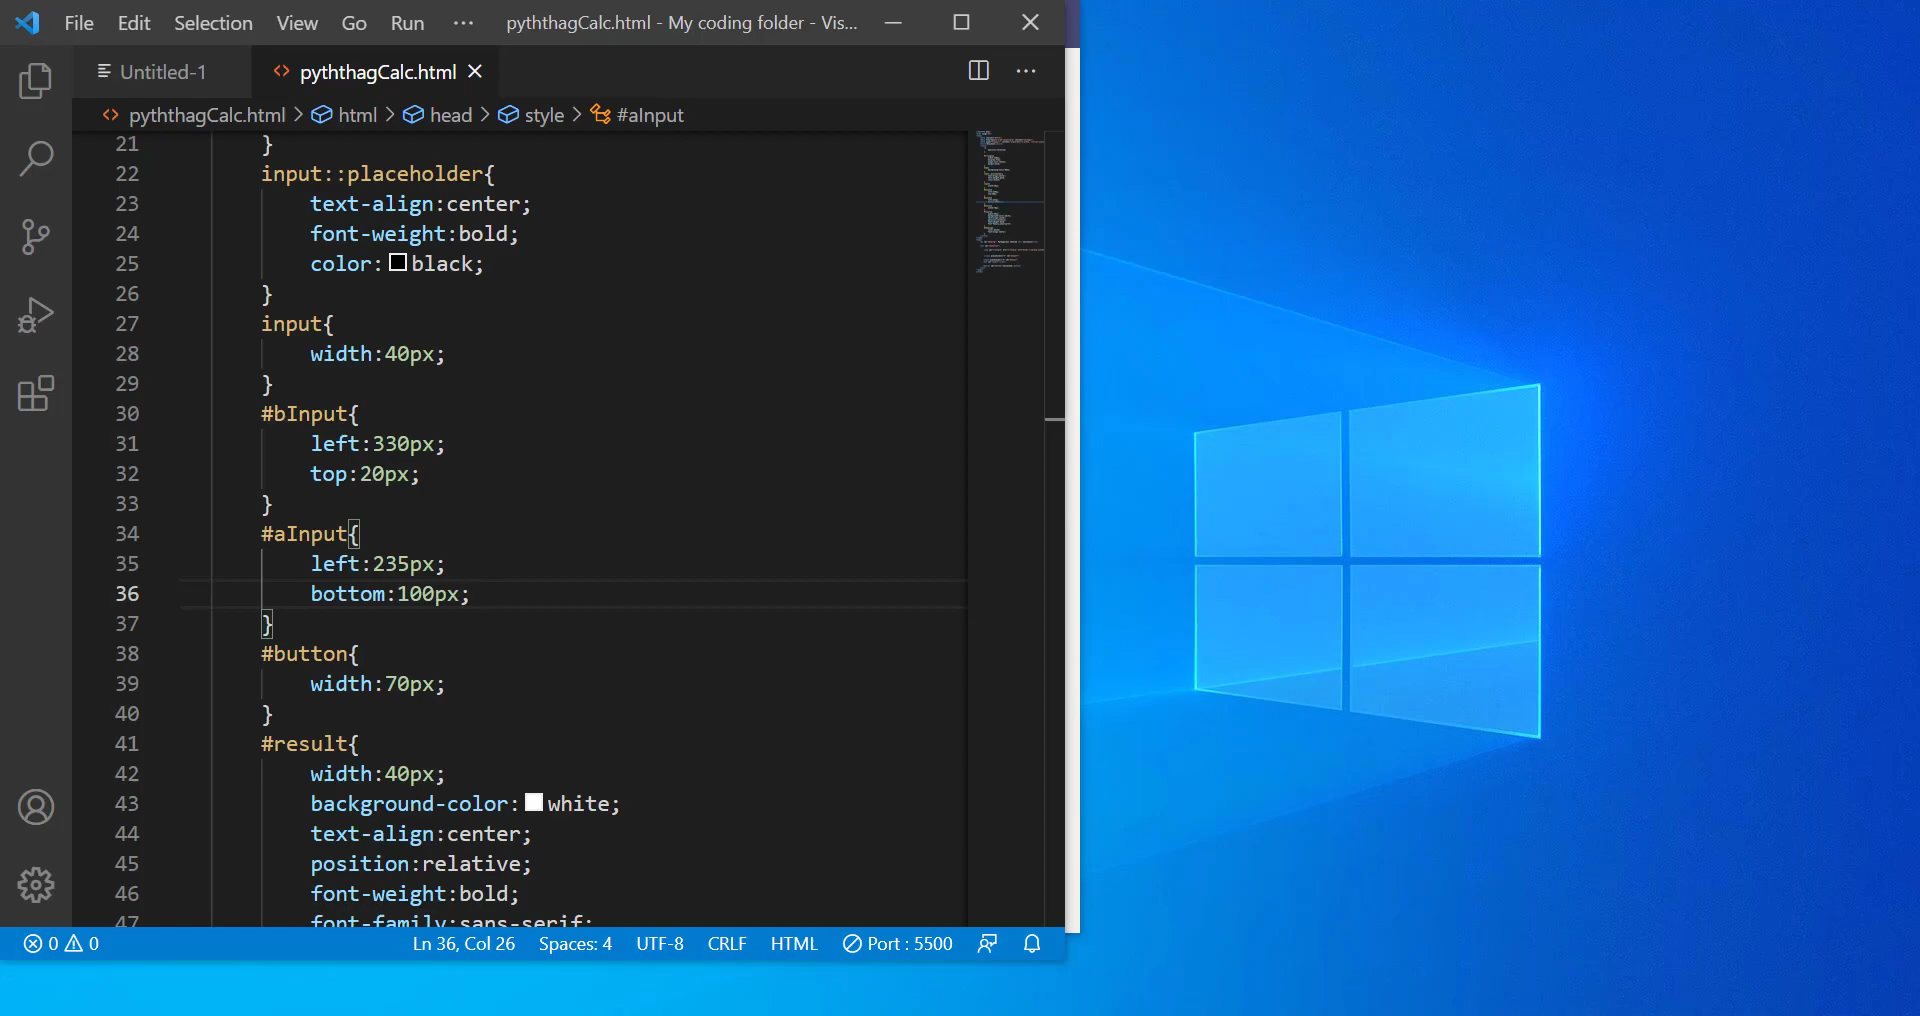 File Edit Selection View Go Run ··· pyththagCalc.html - My coding folder - Vis...
Untitled-1 pyththagCalc.html
pyththagCalc.html > html > head > style > #aInput
21 }
22 input::placeholder{
23 text-align:center;
24 font-weight:bold;
25 color:black;
26 }
27 input{
28 width:40px;
29 }
30 #bInput{
31 left:330px;
32 top:20px;
33 }
34 #aInput{
35 left:235px;
36 bottom:100px;
37 }
38 #button{
39 width:70px;
40 }
41 #result{
42 width:40px;
43 background-color:white;
44 text-align:center;
45 position:relative;
46 font-weight:bold;
47 font-family:sans-serif;
0 0 Ln 36, Col 26 Spaces: 4 UTF-8 CRLF HTML Port : 5500